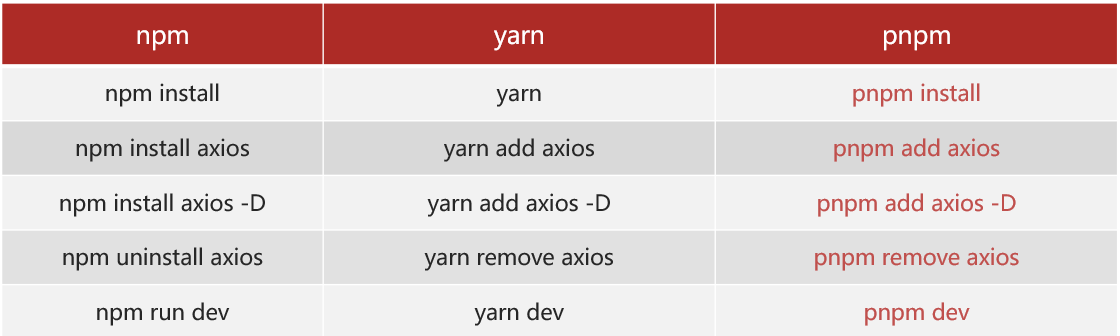 npm yarn pnpm
npm install yarn pnpm install
npm install axios yarn add axios pnpm add axios
npm install axios -D yarn add axios -D pnpm add axios -D
npm uninstall axios yarn remove axios pnpm remove axios
npm run dev yarn dev pnpm dev